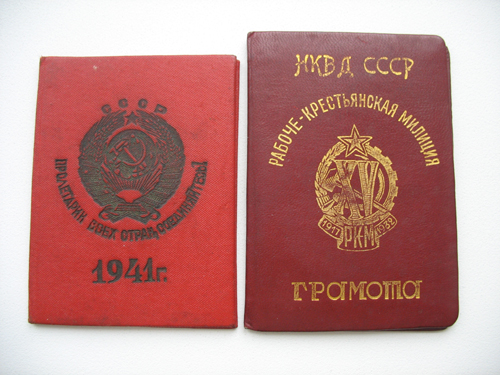 СССР
ПРОЛЕТАРИИ ВСЕХ СТРАН, СОЕДИНЯЙТЕСЬ!
1941г.
НКВД СССР
РАБОЧЕ-КРЕСТЬЯНСКАЯ МИЛИЦИЯ
XV
1917 1932
РКМ
ГРАМОТА